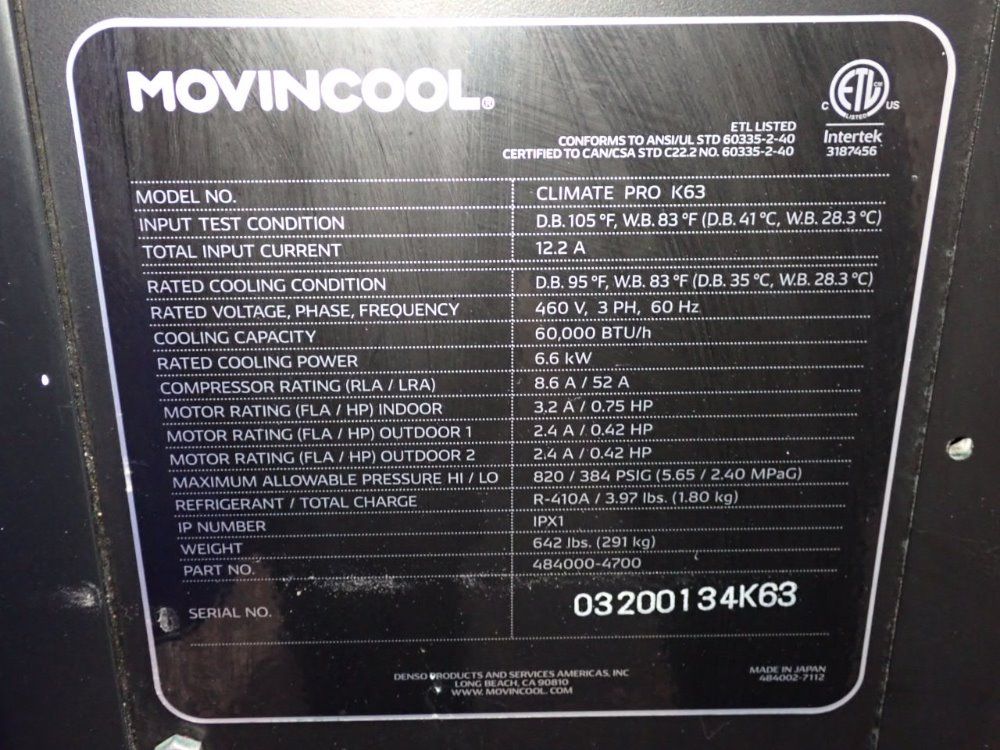 MOVINCOOL®
ETL LISTED
CONFORMS TO ANSI/UL STD 60335-2-40
CERTIFIED TO CAN/CSA STD C22.2 NO. 60335-2-40
C ETL CM US
LISTED
Intertek
3187456
MODEL NO. CLIMATE PRO K63
INPUT TEST CONDITION D.B. 105 °F, W.B. 83 °F (D.B. 41 °C, W.B. 28.3 °C)
TOTAL INPUT CURRENT 12.2 A
RATED COOLING CONDITION D.B. 95 °F, W.B. 83 °F (D.B. 35 °C, W.B. 28.3 °C)
RATED VOLTAGE, PHASE, FREQUENCY 460 V, 3 PH, 60 Hz
COOLING CAPACITY 60,000 BTU/h
RATED COOLING POWER 6.6 kW
COMPRESSOR RATING (RLA / LRA) 8.6 A / 52 A
MOTOR RATING (FLA / HP) INDOOR 3.2 A / 0.75 HP
MOTOR RATING (FLA / HP) OUTDOOR 1 2.4 A / 0.42 HP
MOTOR RATING (FLA / HP) OUTDOOR 2 2.4 A / 0.42 HP
MAXIMUM ALLOWABLE PRESSURE HI / LO 820 / 384 PSIG (5.65 / 2.40 MPaG)
REFRIGERANT / TOTAL CHARGE R-410A / 3.97 lbs. (1.80 kg)
IP NUMBER IPX1
WEIGHT 642 lbs. (291 kg)
PART NO. 484000-4700
SERIAL NO. 03200134K63
DENSO PRODUCTS AND SERVICES AMERICAS, INC
LONG BEACH, CA 90810
WWW. MOVINCOOL. COM
MADE IN JAPAN
484002-7112